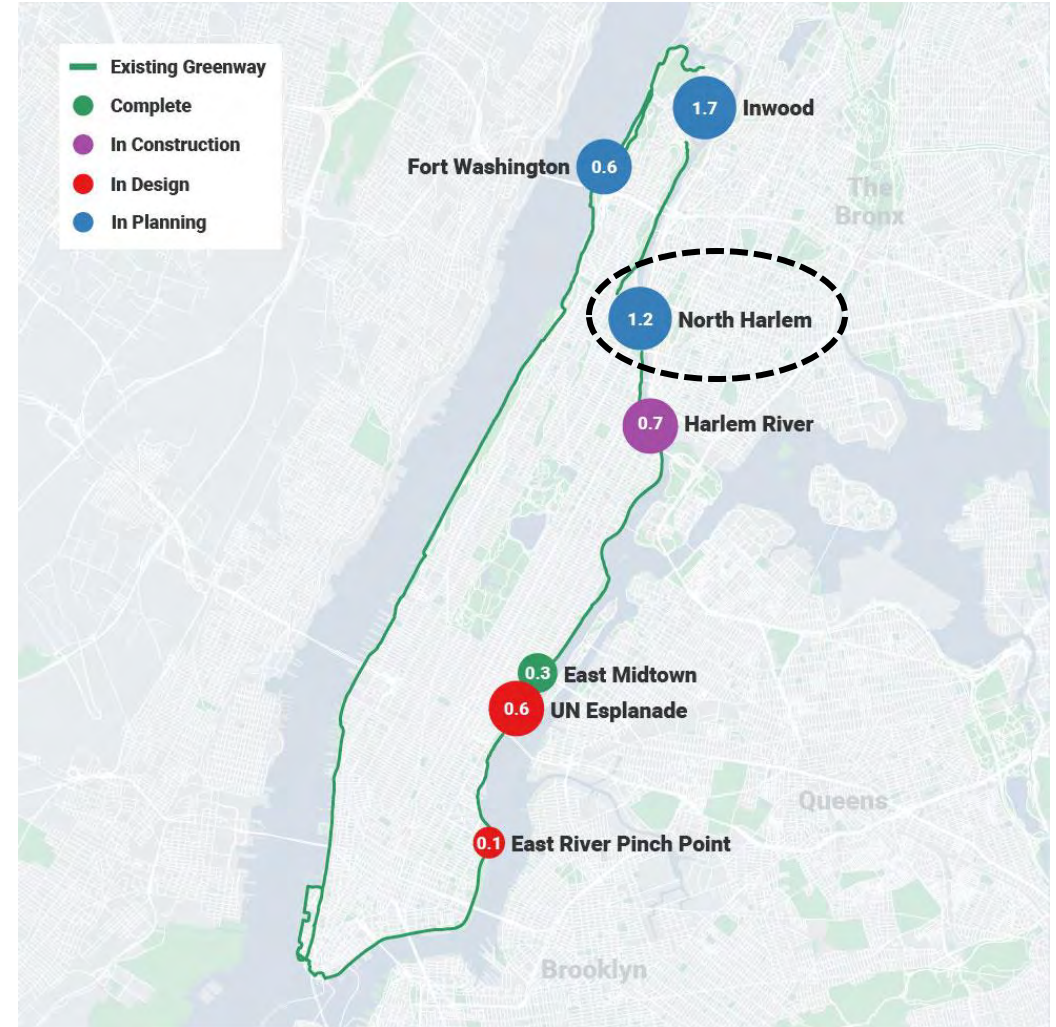 Existing Greenway
Complete
In Construction
In Design
In Planning
1.7 Inwood
Fort Washington 0.6
The
Bronx
1.2 North Harlem
0.7 Harlem River
0.3 East Midtown
0.6 UN Esplanade
Queens
0.1 East River Pinch Point
Brooklyn